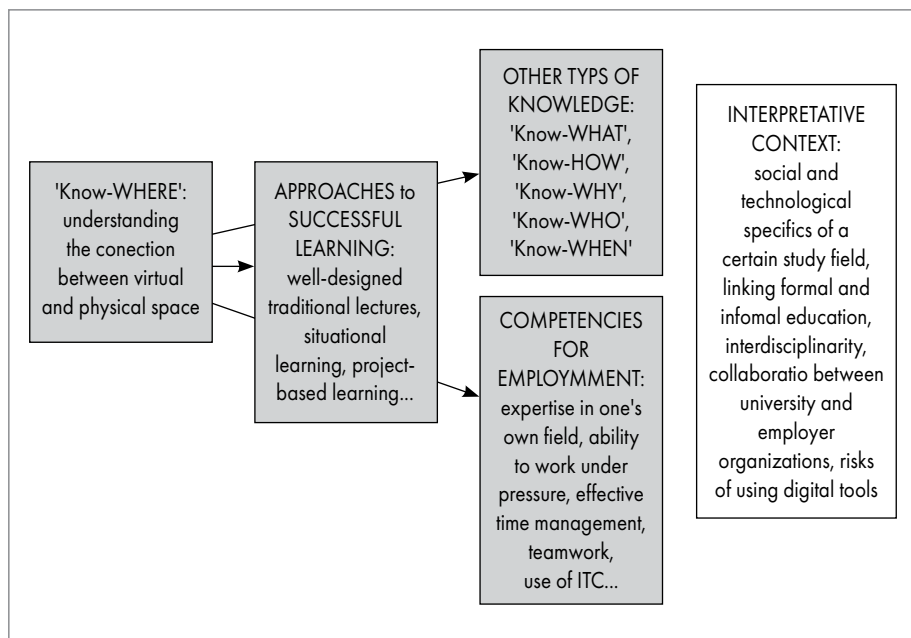 'Know-WHERE':
understanding
the conection
between virtual
and physical space
APPROACHES to
SUCCESSFUL
LEARNING:
well-designed
traditional lectures,
situational
learning, project-
based learning...
OTHER TYPS OF
KNOWLEDGE:
'Know-WHAT',
'Know-HOW',
'Know-WHY',
'Know-WHO',
'Know-WHEN'
COMPETENCIES
FOR
EMPLOYMMENT:
expertise in one's
own field, ability
to work under
pressure, effective
time management,
teamwork,
use of ITC...
INTERPRETATIVE
CONTEXT:
social and
technological
specifics of a
certain study field,
linking formal and
infomal education,
interdisciplinarity,
collaboratio between
university and
employer
organizations, risks
of using digital tools